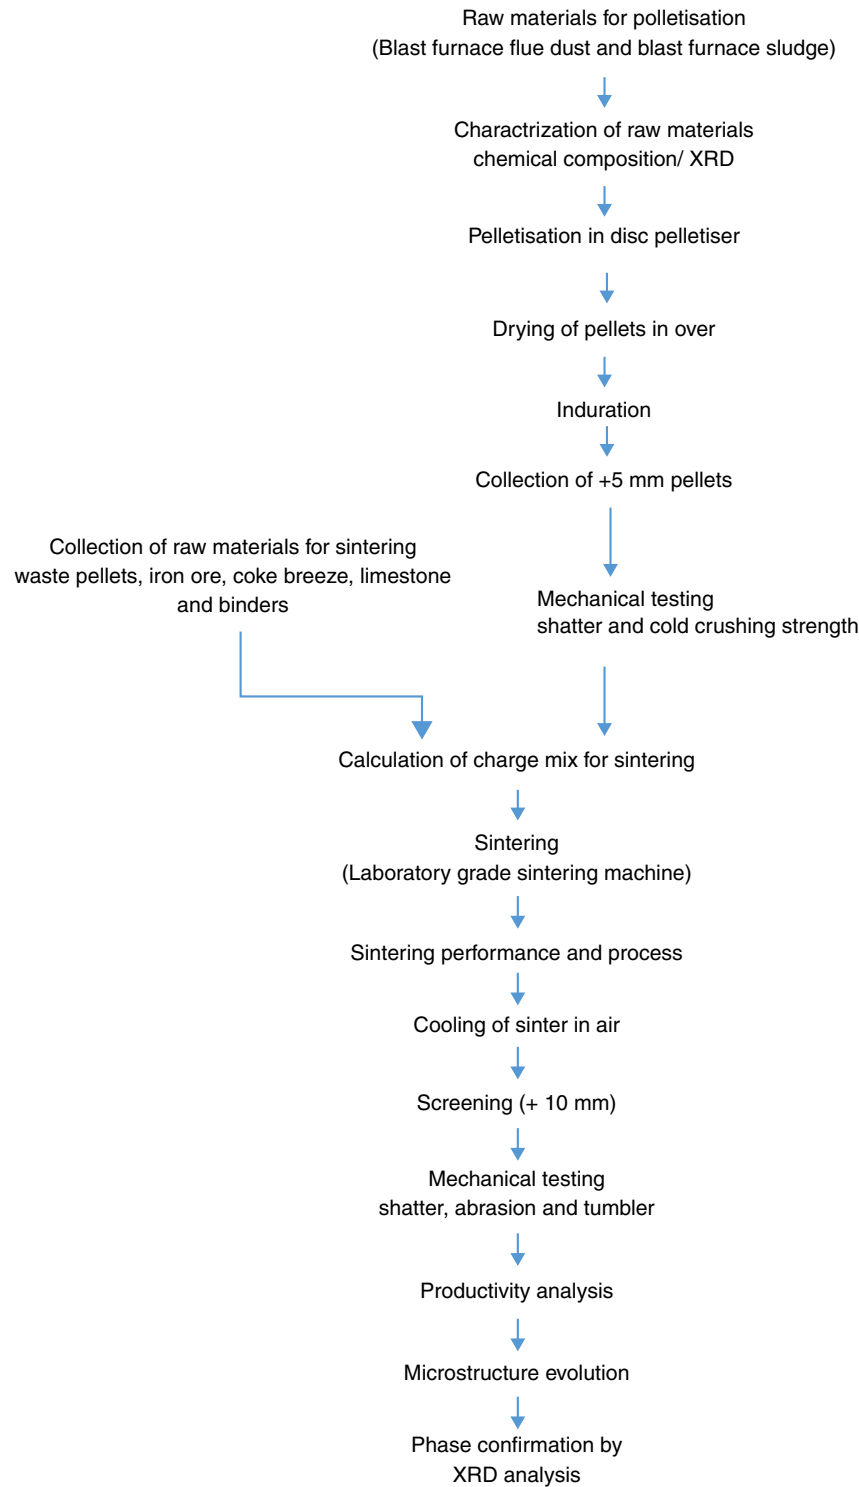 Raw materials for polletisation
(Blast furnace flue dust and blast furnace sludge)
Charactrization of raw materials
chemical composition/ XRD
Pelletisation in disc pelletiser
Drying of pellets in over
Induration
Collection of +5 mm pellets
Collection of raw materials for sintering
waste pellets, iron ore, coke breeze, limestone
and binders
Mechanical testing
shatter and cold crushing strength
Calculation of charge mix for sintering
Sintering
(Laboratory grade sintering machine)
Sintering performance and process
Cooling of sinter in air
Screening (+ 10 mm)
Mechanical testing
shatter, abrasion and tumbler
Productivity analysis
Microstructure evolution
Phase confirmation by
XRD analysis